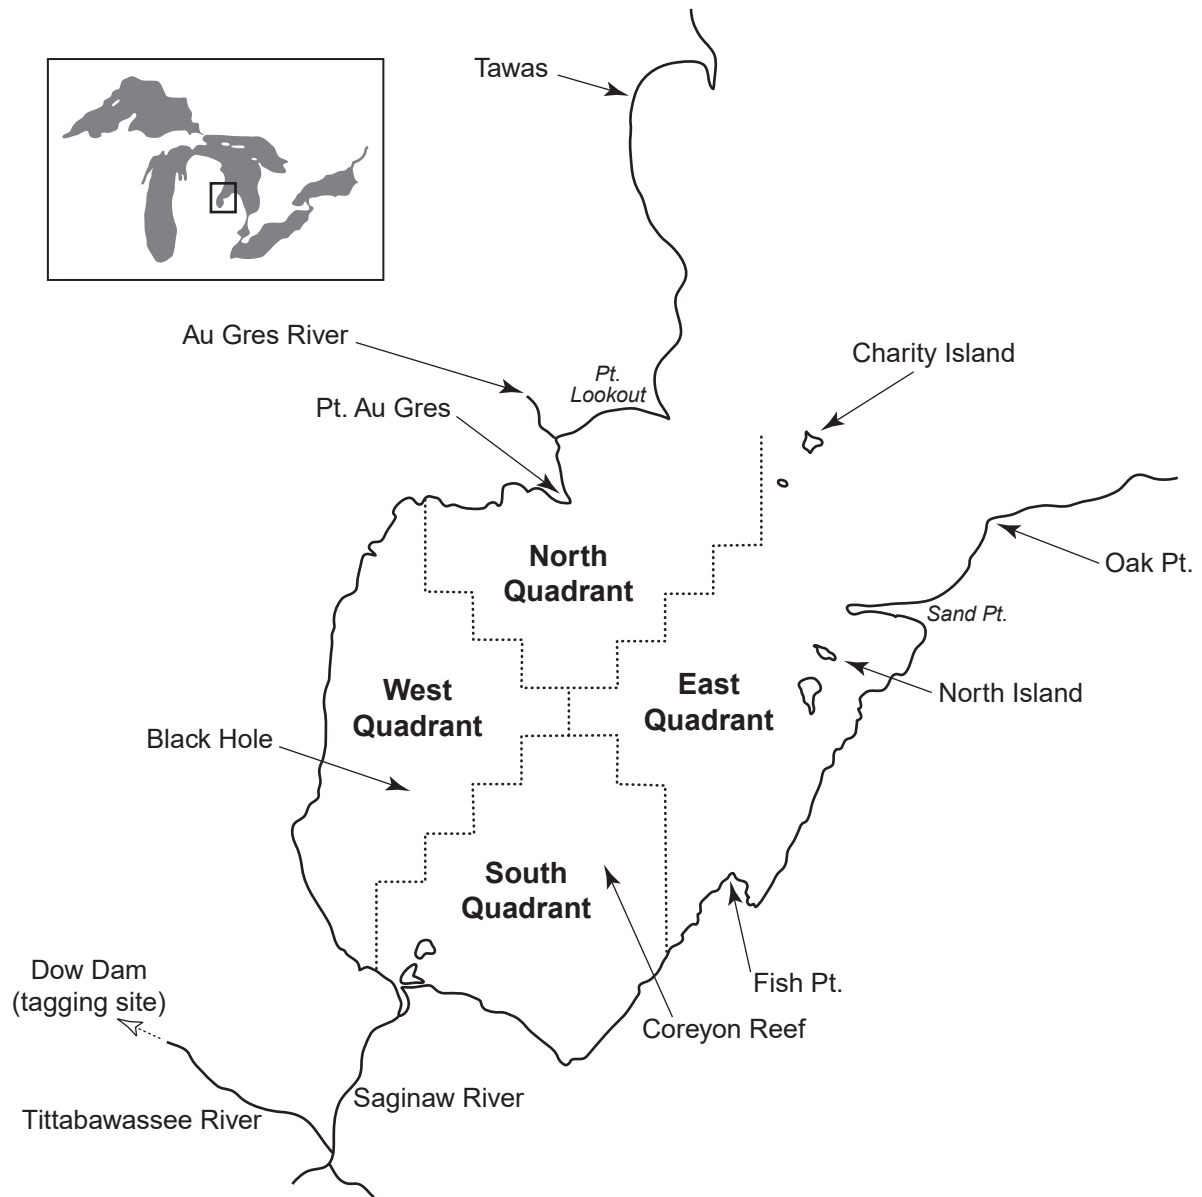 Tawas
Au Gres River
Pt. Au Gres
Pt.
Lookout
Charity Island
Oak Pt.
Sand Pt.
North Island
North
Quadrant
West
Quadrant
East
Quadrant
Black Hole
South
Quadrant
Dow Dam
(tagging site)
Fish Pt.
Coreyon Reef
Saginaw River
Tittabawassee River